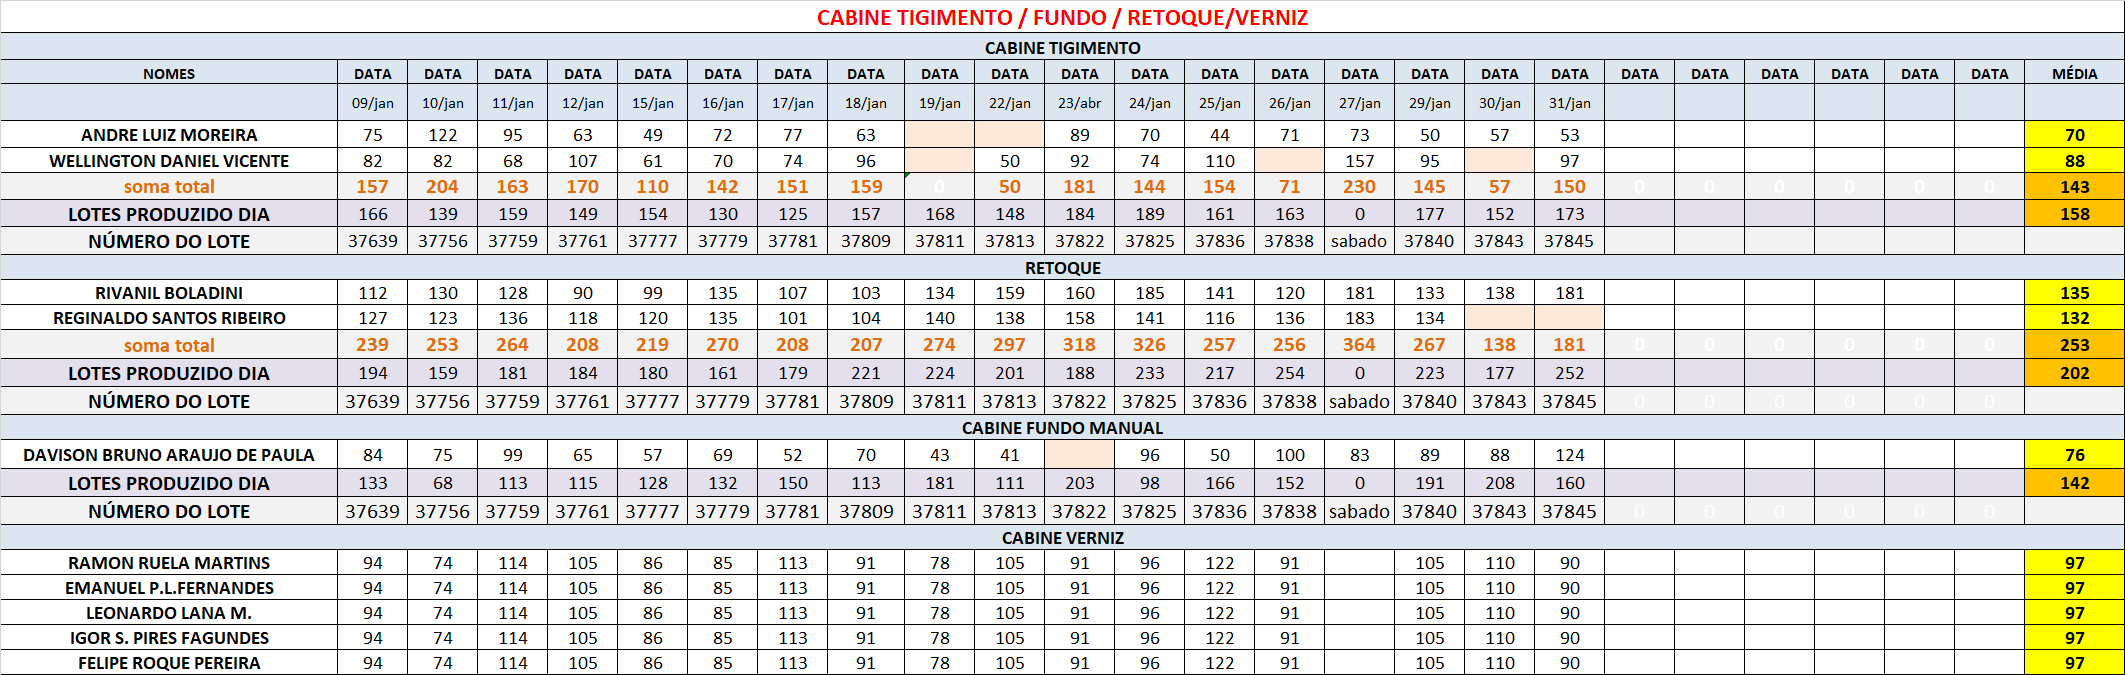 CABINE TIGIMENTO / FUNDO / RETOQUE/VERNIZ
CABINE TIGIMENTO
NOMES DATA DATA DATA DATA DATA DATA DATA DATA DATA DATA DATA DATA DATA DATA DATA DATA DATA DATA DATA DATA DATA DATA DATA DATA MÉDIA
09/jan 10/jan 11/jan 12/jan 15/jan 16/jan 17/jan 18/jan 19/jan 22/jan 23/abr 24/jan 25/jan 26/jan 27/jan 29/jan 30/jan 31/jan
ANDRE LUIZ MOREIRA 75 122 95 63 49 72 77 63 89 70 44 71 73 50 57 53 70
WELLINGTON DANIEL VICENTE 82 82 68 107 61 70 74 96 50 92 74 110 157 95 97 88
soma total 157 204 163 170 110 142 151 159 0 50 181 144 154 71 230 145 57 150 0 0 0 0 0 0 143
LOTES PRODUZIDO DIA 166 139 159 149 154 130 125 157 168 148 184 189 161 163 0 177 152 173 158
NÚMERO DO LOTE 37639 37756 37759 37761 37777 37779 37781 37809 37811 37813 37822 37825 37836 37838 sabado 37840 37843 37845
RETOQUE
RIVANIL BOLADINI 112 130 128 90 99 135 107 103 134 159 160 185 141 120 181 133 138 181 135
REGINALDO SANTOS RIBEIRO 127 123 136 118 120 135 101 104 140 138 158 141 116 136 183 134 132
soma total 239 253 264 208 219 270 208 207 274 297 318 326 257 256 364 267 138 181 0 0 0 0 0 0 253
LOTES PRODUZIDO DIA 194 159 181 184 180 161 179 221 224 201 188 233 217 254 0 223 177 252 202
NÚMERO DO LOTE 37639 37756 37759 37761 37777 37779 37781 37809 37811 37813 37822 37825 37836 37838 sabado 37840 37843 37845 0 0 0 0 0 0
CABINE FUNDO MANUAL
DAVISON BRUNO ARAUJO DE PAULA 84 75 99 65 57 69 52 70 43 41 96 50 100 83 89 88 124 76
LOTES PRODUZIDO DIA 133 68 113 115 128 132 150 113 181 111 203 98 166 152 0 191 208 160 142
NÚMERO DO LOTE 37639 37756 37759 37761 37777 37779 37781 37809 37811 37813 37822 37825 37836 37838 sabado 37840 37843 37845 0 0 0 0 0 0
CABINE VERNIZ
RAMON RUELA MARTINS 94 74 114 105 86 85 113 91 78 105 91 96 122 91 105 110 90 97
EMANUEL P.L.FERNANDES 94 74 114 105 86 85 113 91 78 105 91 96 122 91 105 110 90 97
LEONARDO LANA M. 94 74 114 105 86 85 113 91 78 105 91 96 122 91 105 110 90 97
IGOR S. PIRES FAGUNDES 94 74 114 105 86 85 113 91 78 105 91 96 122 91 105 110 90 97
FELIPE ROQUE PEREIRA 94 74 114 105 86 85 113 91 78 105 91 96 122 91 105 110 90 97